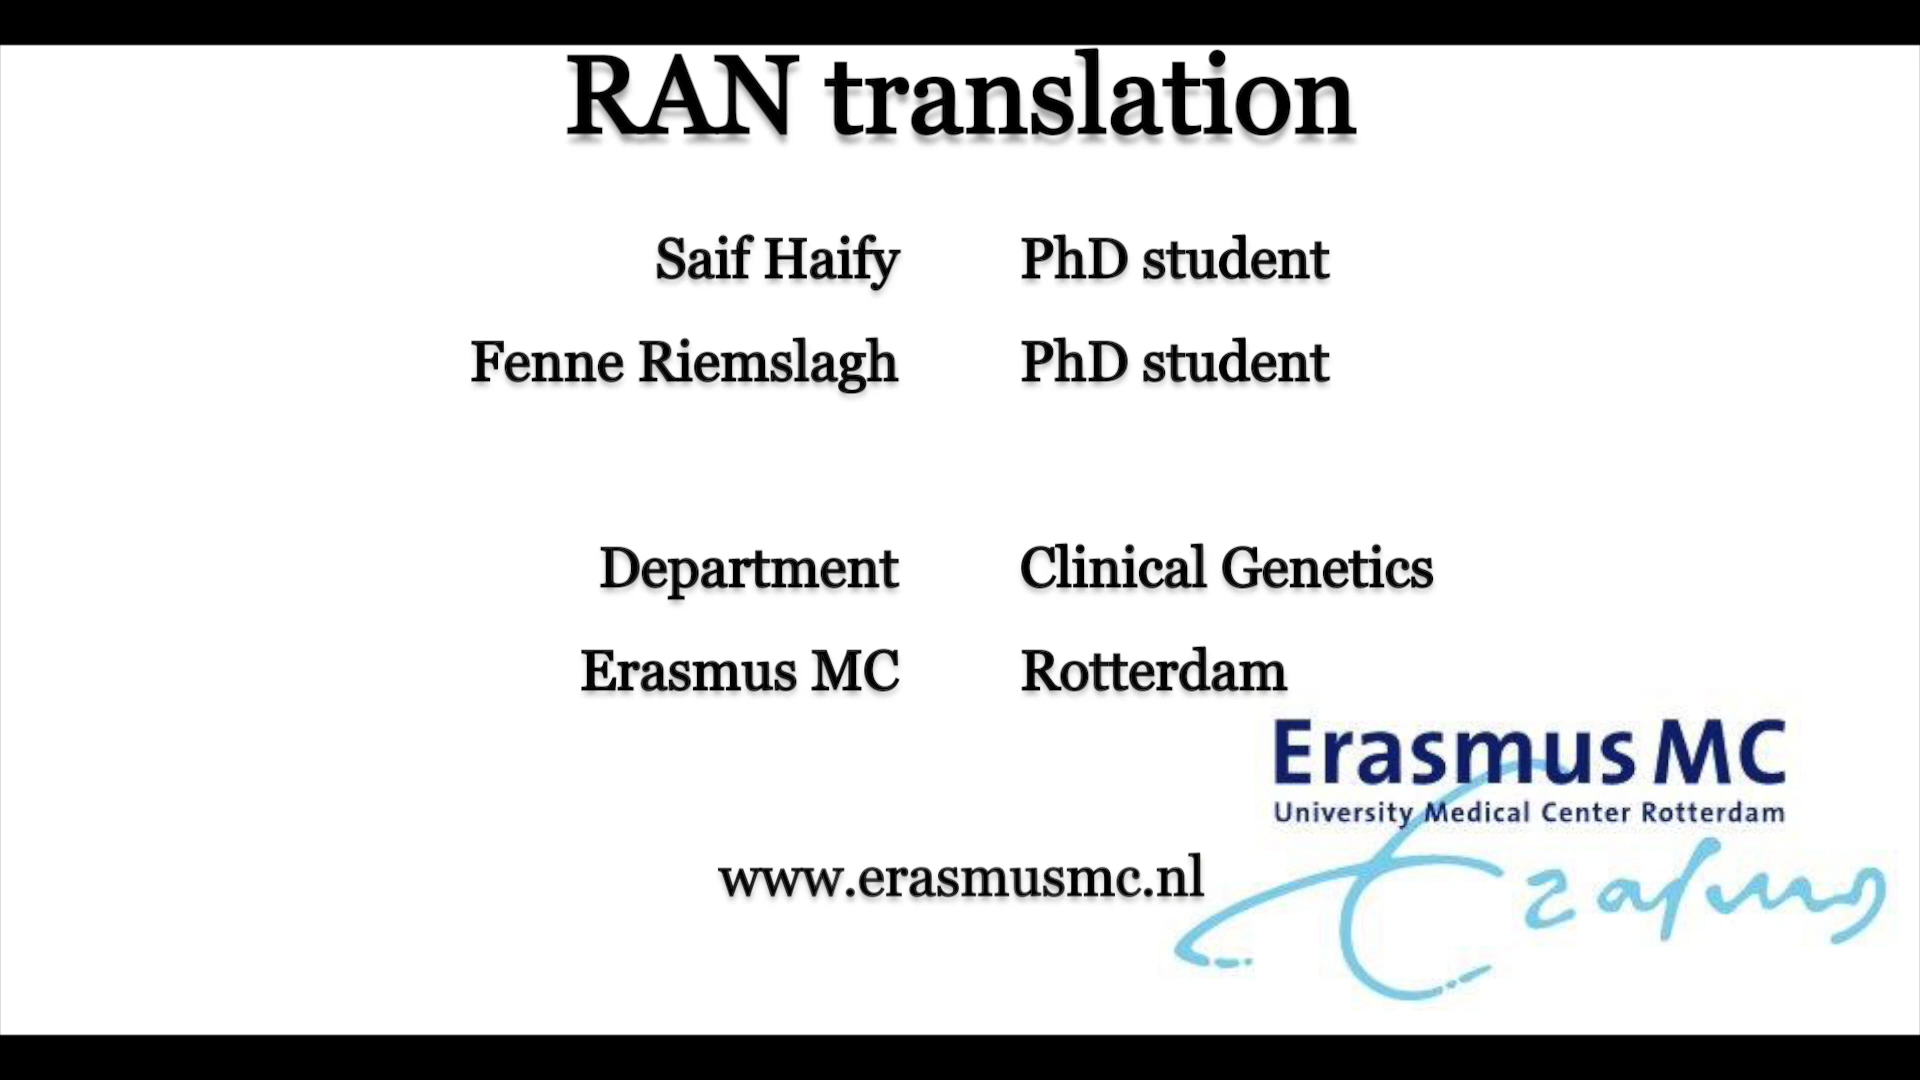 RAN translation
Saif Haify PhD student
Fenne Riemslagh PhD student
Department Clinical Genetics
Erasmus MC Rotterdam
Erasmus MC
University Medical Center Rotterdam
www.erasmusmc.nl
Erasmus